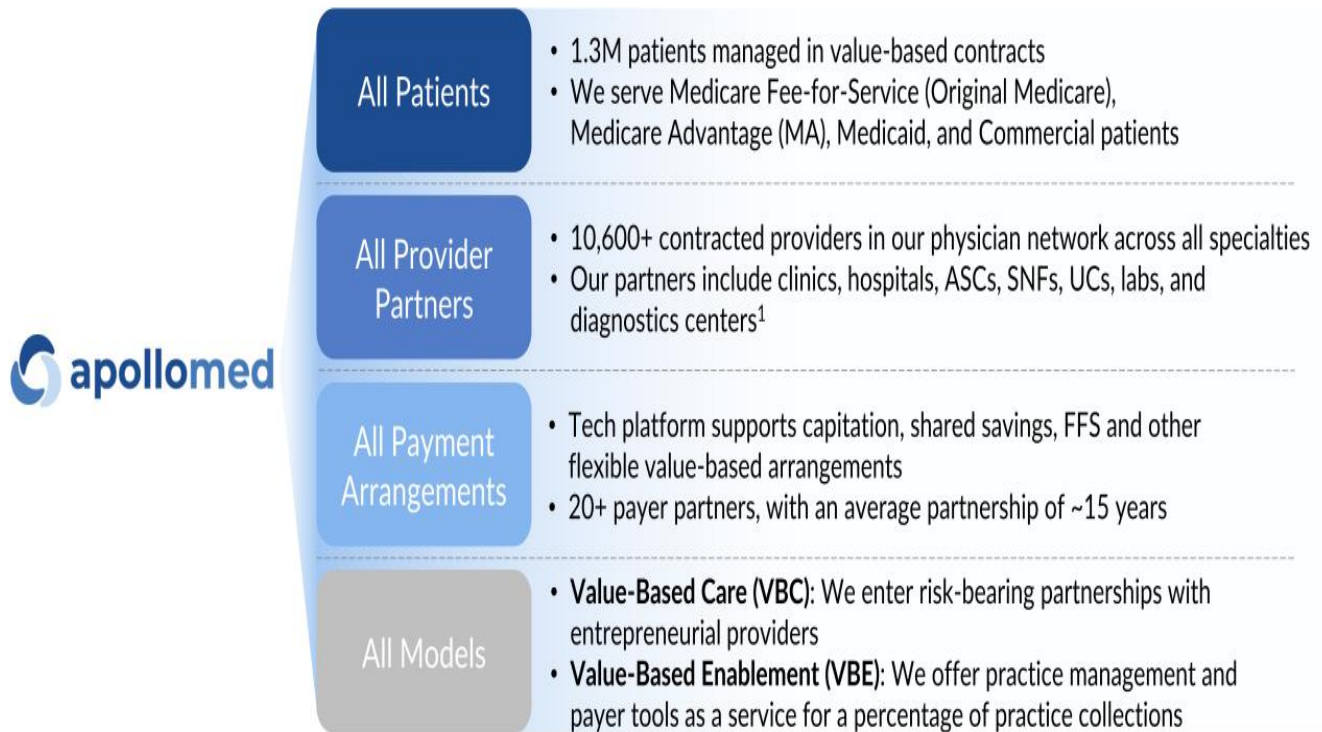 apollomed
All Patients
• 1.3M patients managed in value-based contracts
• We serve Medicare Fee-for-Service (Original Medicare),
Medicare Advantage (MA), Medicaid, and Commercial patients
All Provider
Partners
• 10,600+ contracted providers in our physician network across all specialties
• Our partners include clinics, hospitals, ASCs, SNFs, UCs, labs, and
diagnostics centers¹
All Payment
Arrangements
• Tech platform supports capitation, shared savings, FFS and other
flexible value-based arrangements
• 20+ payer partners, with an average partnership of ~15 years
All Models
• Value-Based Care (VBC): We enter risk-bearing partnerships with
entrepreneurial providers
• Value-Based Enablement (VBE): We offer practice management and
payer tools as a service for a percentage of practice collections